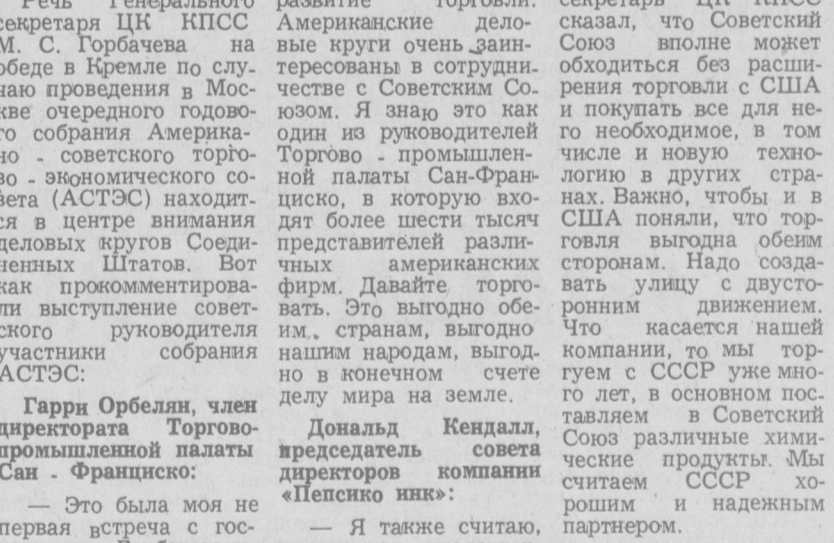 Речь Генерального
секретаря ЦК КПСС
М. С. Горбачева на
обеде в Кремле по слу-
чаю проведения в Мос-
кве очередного годово-
го собрания Америка-
но - советского торго-
во - экономического со-
вета (АСТЭС) находит-
ся в центре внимания
деловых кругов Соеди-
ненных Штатов. Вот
как прокомментирова-
ли выступление совет-
ского руководителя
участники собрания
АСТЭС:
Гарри Орбелян, член
директората Торгово-
промышленной палаты
Сан - Франциско:
— Это была моя не
первая встреча с гос-
развитие торговли.
Американские дело-
вые круги очень заин-
тересованы в сотрудни-
честве с Советским Со-
юзом. Я знаю это как
один из руководителей
Торгово - промышлен-
ной палаты Сан-Фран-
циско, в которую вхо-
дят более шести тысяч
представителей разли-
чных американских
фирм. Давайте торго-
вать. Это выгодно обе-
им. странам, выгодно
нашим народам, выгод-
но в конечном счете
делу мира на земле.
Дональд Кендалл,
председатель совета
директоров компании
«Пепсико инк»:
— Я также считаю,
секретарь ЦК КПСС
сказал, что Советский
Союз вполне может
обходиться без расши-
рения торговли с США
и покупать все для не-
го необходимое, в том
числе и новую техно-
логию в других стра-
нах. Важно, чтобы и в
США поняли, что тор-
говля выгодна обеим
сторонам. Надо созда-
вать улицу с двусто-
ронним движением.
Что касается нашей
компании, то мы тор-
гуем с СССР уже мно-
го лет, в основном пос-
тавляем в Советский
Союз различные хими-
ческие продукты. Мы
считаем СССР хо-
рошим и надежным
партнером.